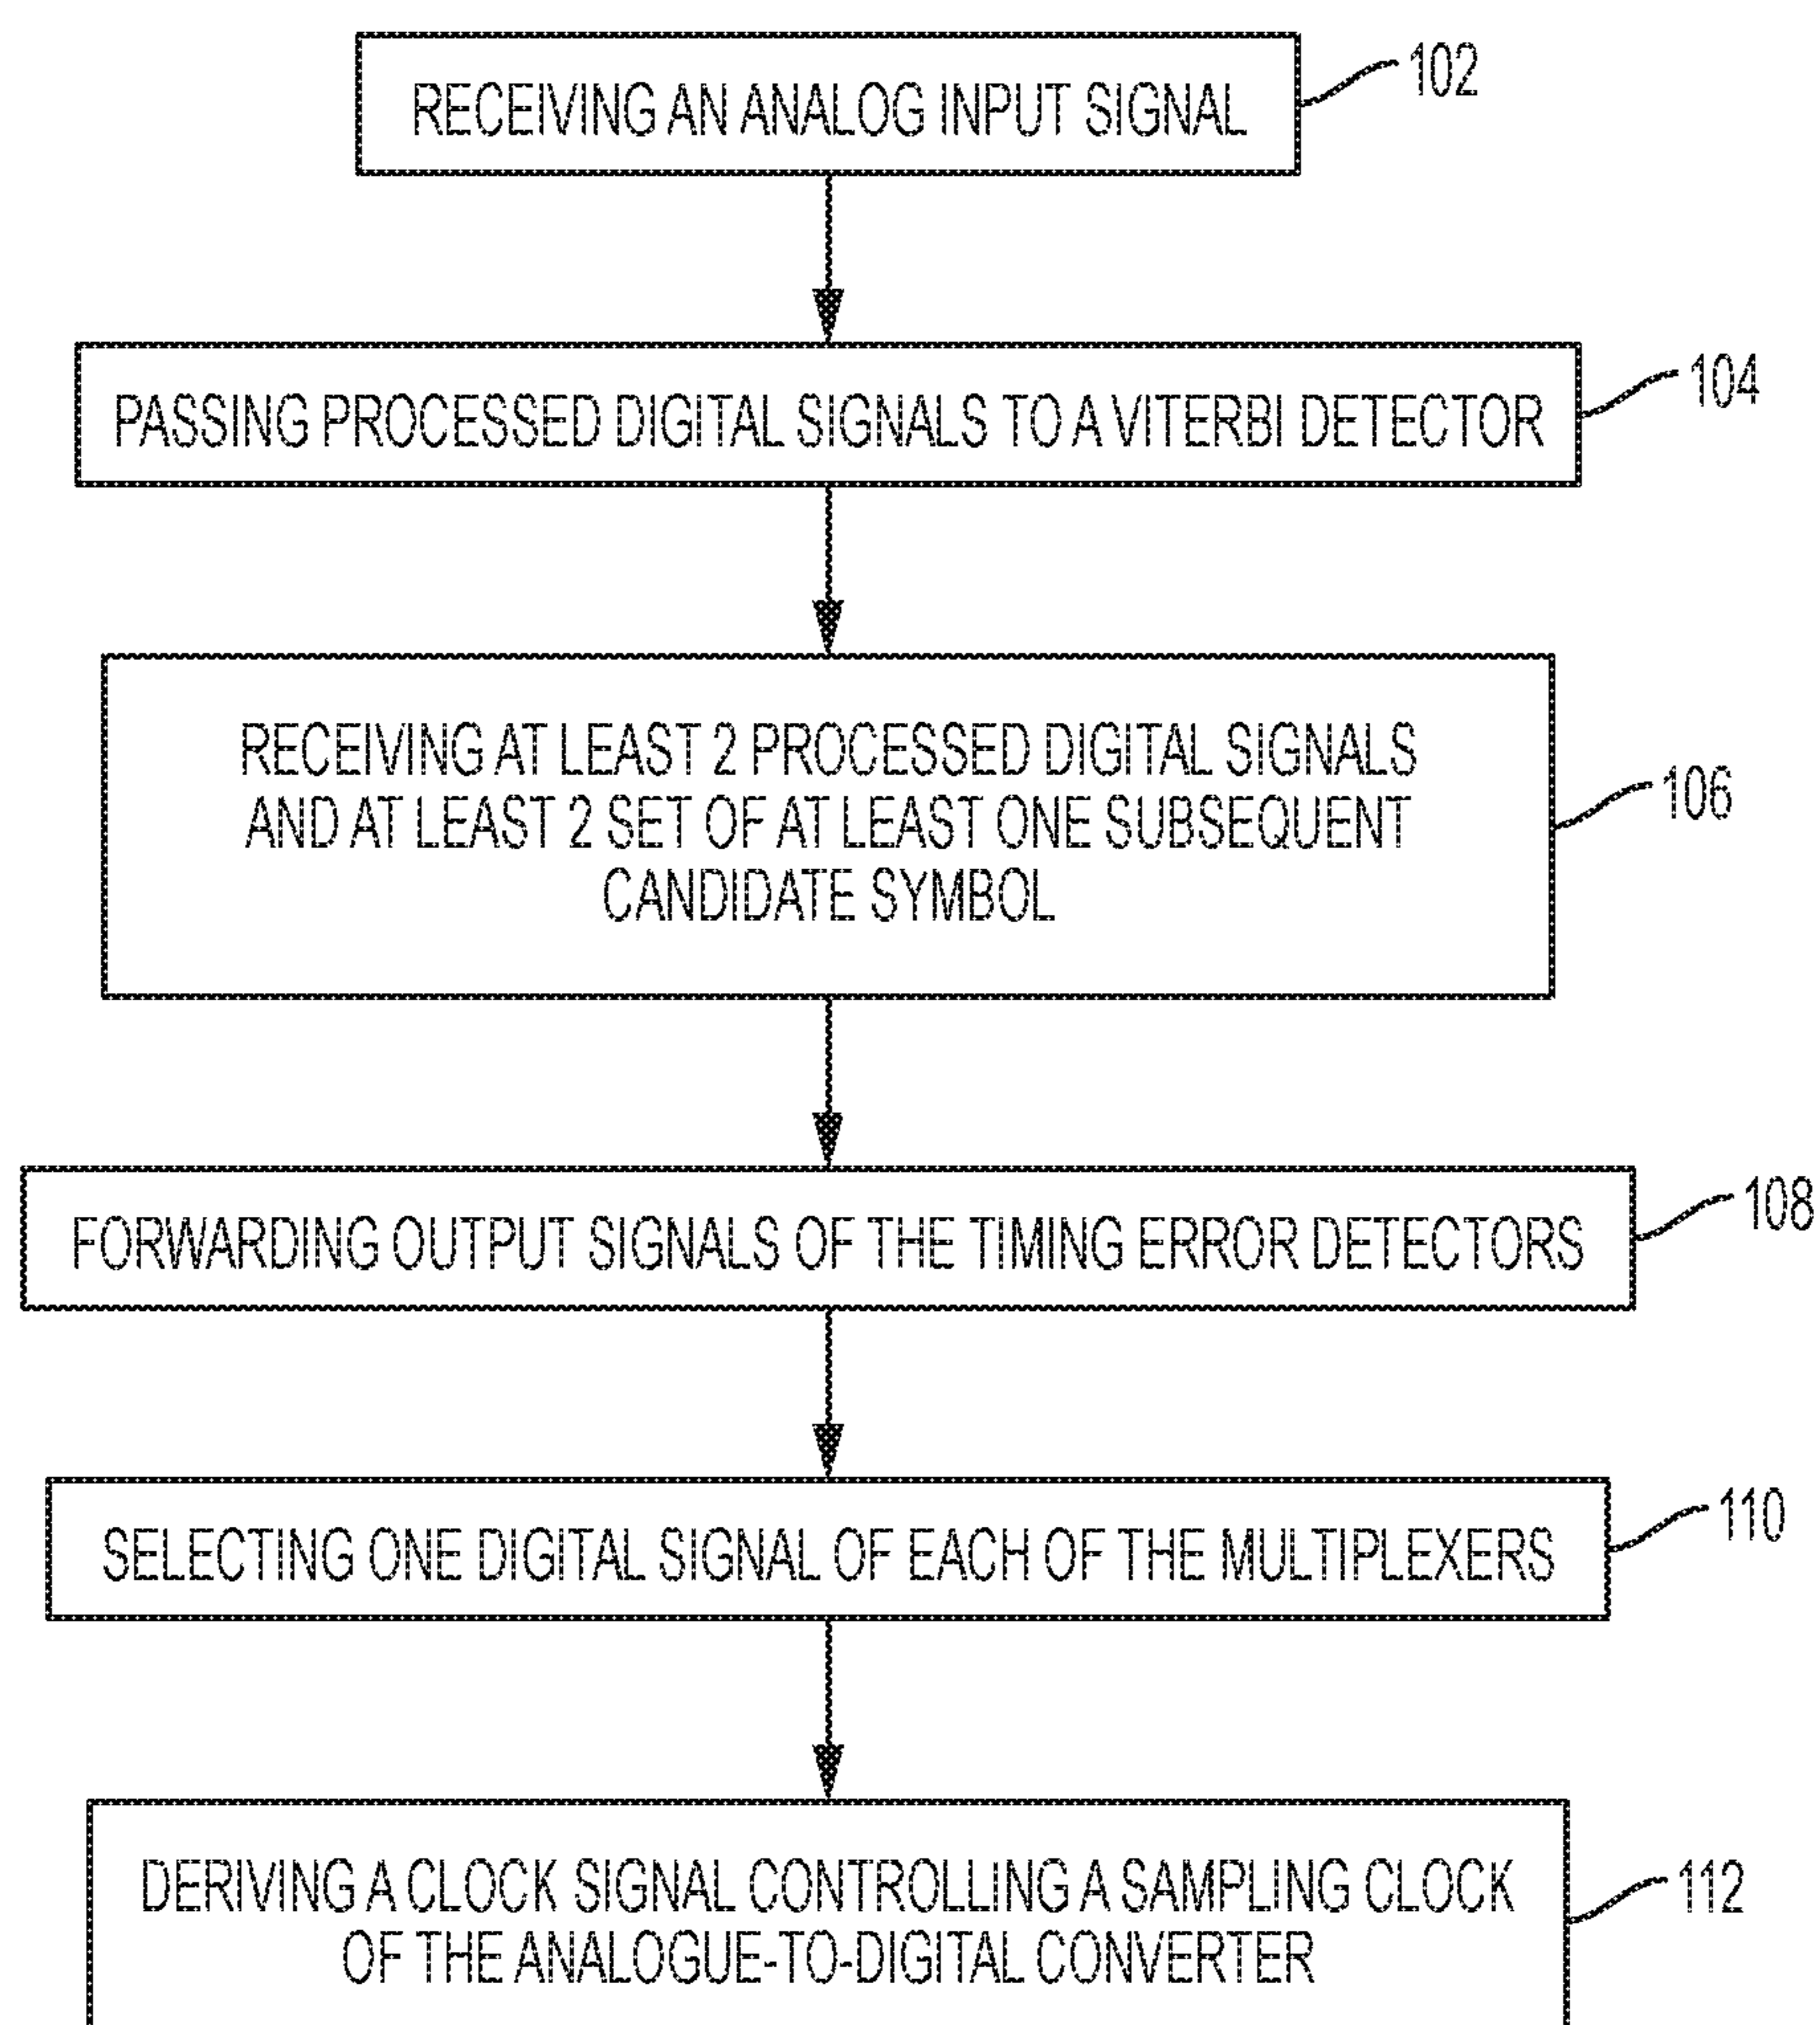 RECEIVING AN ANALOG INPUT SIGNAL
102
PASSING PROCESSED DIGITAL SIGNALS TO A VITERBI DETECTOR
104
RECEIVING AT LEAST 2 PROCESSED DIGITAL SIGNALS
AND AT LEAST 2 SET OF AT LEAST ONE SUBSEQUENT
CANDIDATE SYMBOL
106
FORWARDING OUTPUT SIGNALS OF THE TIMING ERROR DETECTORS
108
SELECTING ONE DIGITAL SIGNAL OF EACH OF THE MULTIPLEXERS
110
DERIVING A CLOCK SIGNAL CONTROLLING A SAMPLING CLOCK
OF THE ANALOGUE-TO-DIGITAL CONVERTER
112